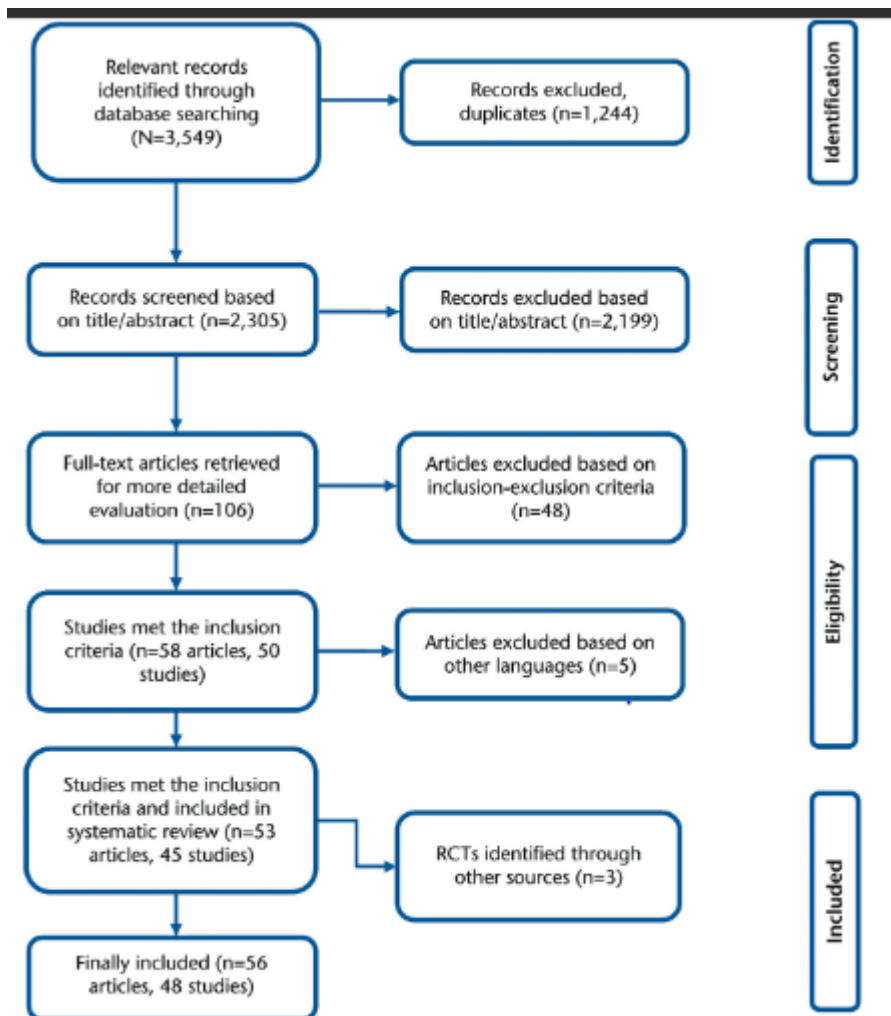 Relevant records
identified through
database searching
(N=3,549)
Records excluded,
duplicates (n=1,244)
Identification
Records screened based
on title/abstract (n=2,305)
Records excluded based
on title/abstract (n=2,199)
Screening
Full-text articles retrieved
for more detailed
evaluation (n=106)
Articles excluded based on
inclusion-exclusion criteria
(n=48)
Studies met the inclusion
criteria (n=58 articles, 50
studies)
Articles excluded based on
other languages (n=5)
Eligibility
Studies met the inclusion
criteria and included in
systematic review (n=53
articles, 45 studies)
RCTs identified through
other sources (n=3)
Included
Finally included (n=56
articles, 48 studies)